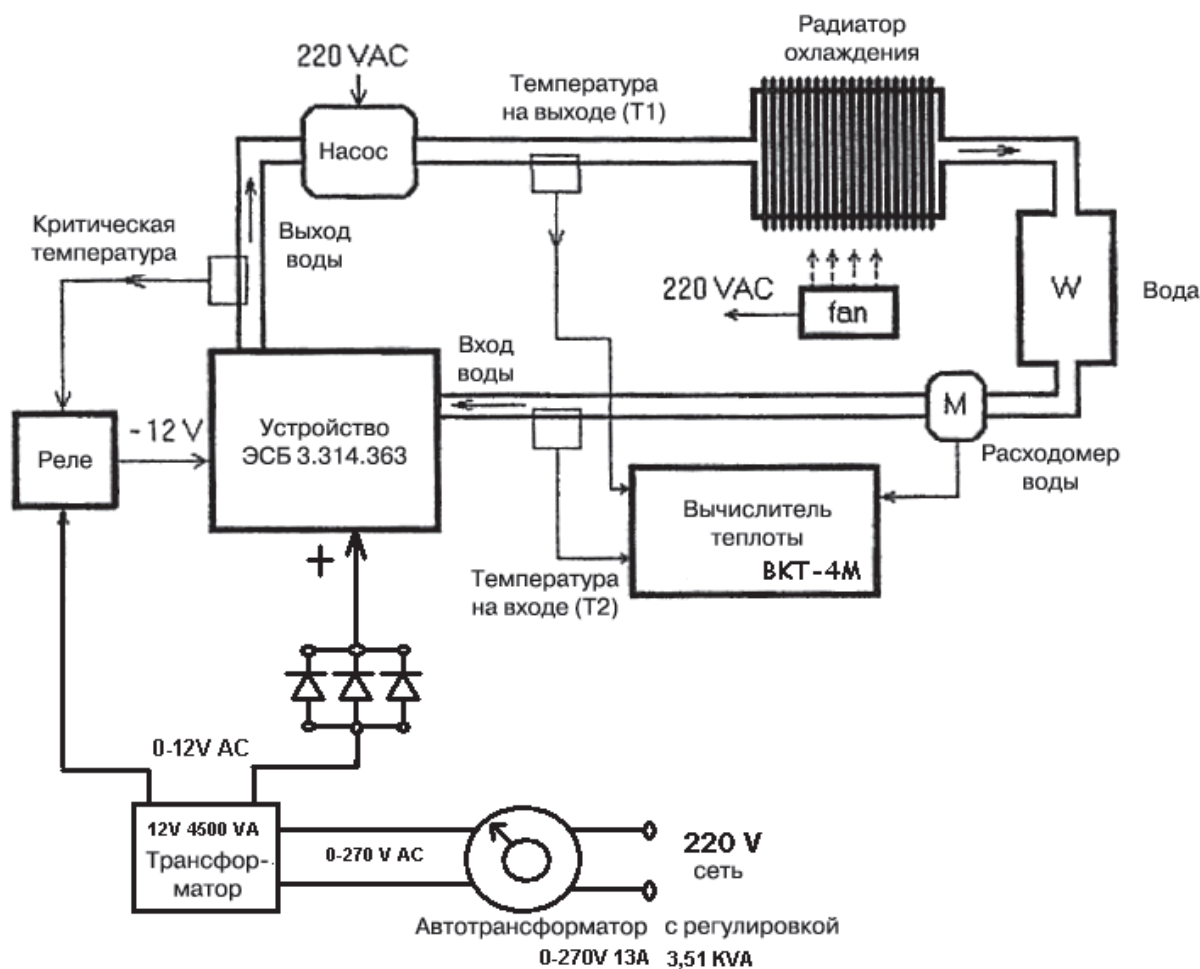 Радиатор
охлаждения
220 VAC
Температура
на выходе (Т1)
Насос
Критическая
температура
Выход
воды
220 VAC
fan
W
Вода
Вход
воды
M
Расходомер
воды
Реле
-12 V
Устройство
ЭСБ 3.314.363
Вычислитель
теплоты
ВКТ-4М
+
Температура
на входе (Т2)
0-12V AC
12V 4500 VA
Трансфор-
матор
0-270 V AC
220 V
сеть
Автотрансформатор с регулировкой
0-270V 13A 3,51 KVA